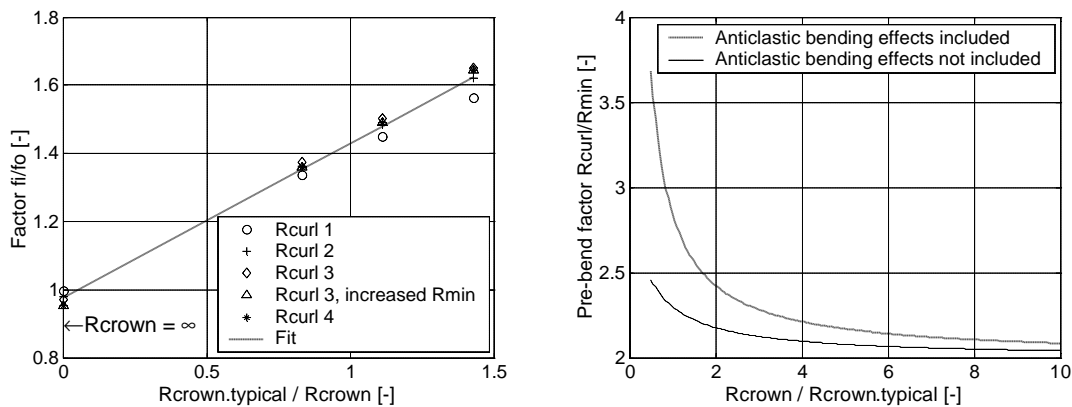 1.8
1.6
1.4
1.2
1
0.8
Factor fi/fo [-]
Rcurl 1
Rcurl 2
Rcurl 3
Rcurl 3, increased Rmin
Rcurl 4
Fit
←Rcrown = ∞
0
0.5
1
1.5
Rcrown.typical / Rcrown [-]
4
3.5
3
2.5
2
Pre-bend factor Rcurl/Rmin [-]
Anticlastic bending effects included
Anticlastic bending effects not included
0
2
4
6
8
10
Rcrown / Rcrown.typical [-]